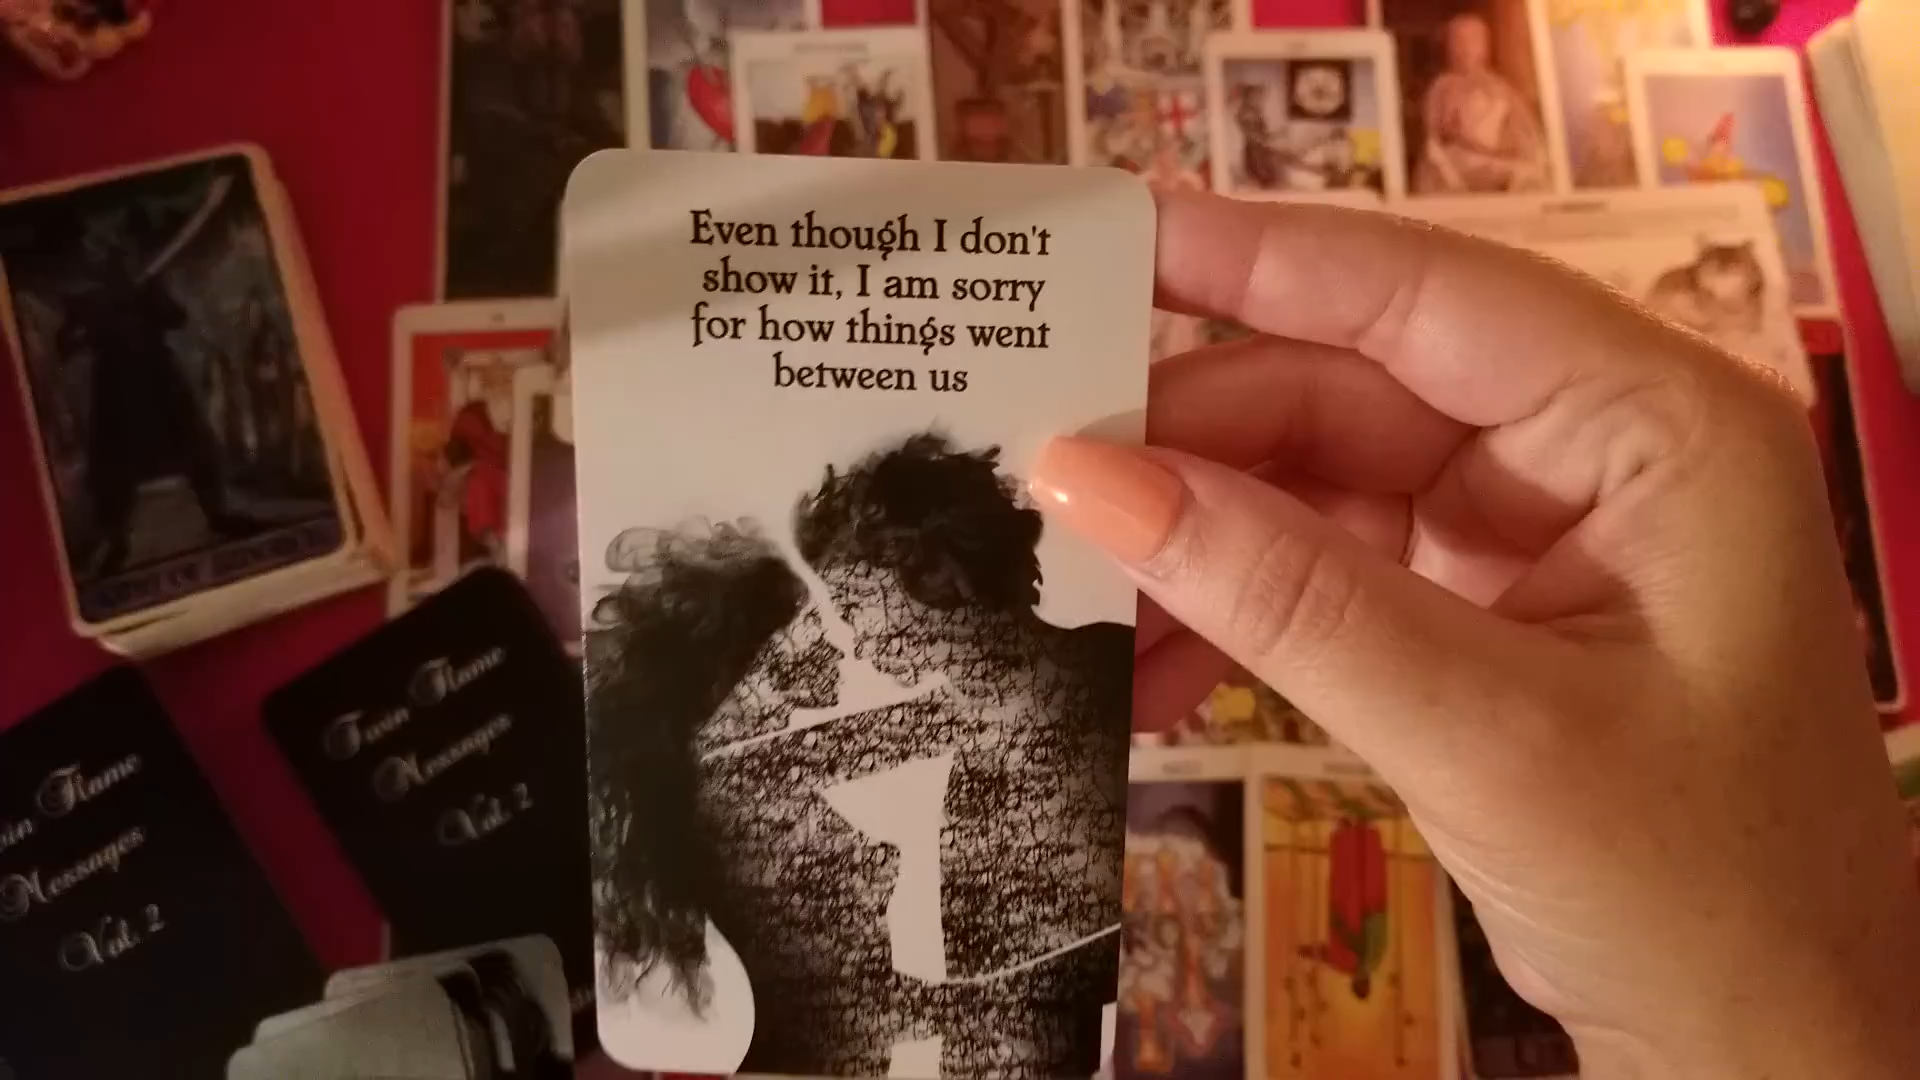 Even though I don't
show it, I am sorry
for how things went
between us
Twin Flame
Messages
Vol. 2
Flame
Messages
Vol. 2